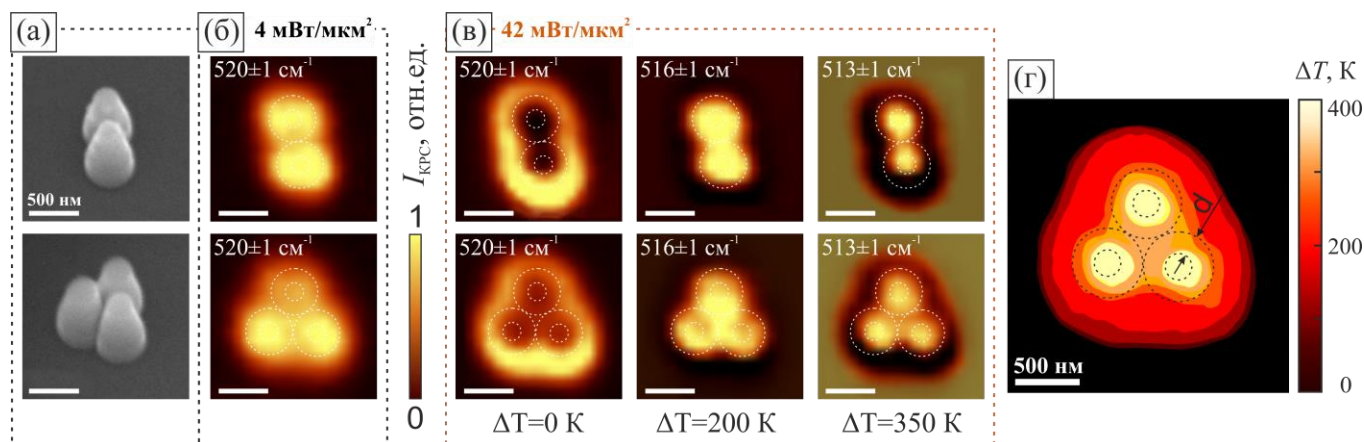 (а)
(б)
4 мВт/мкм²
(в)
42 мВт/мкм²
500 нм
520±1 см⁻¹
520±1 см⁻¹
I_КРС, отн.ед.
1
0
520±1 см⁻¹
516±1 см⁻¹
513±1 см⁻¹
520±1 см⁻¹
516±1 см⁻¹
513±1 см⁻¹
ΔT=0 К
ΔT=200 К
ΔT=350 К
(г)
ΔT, К
400
200
0
d
500 нм